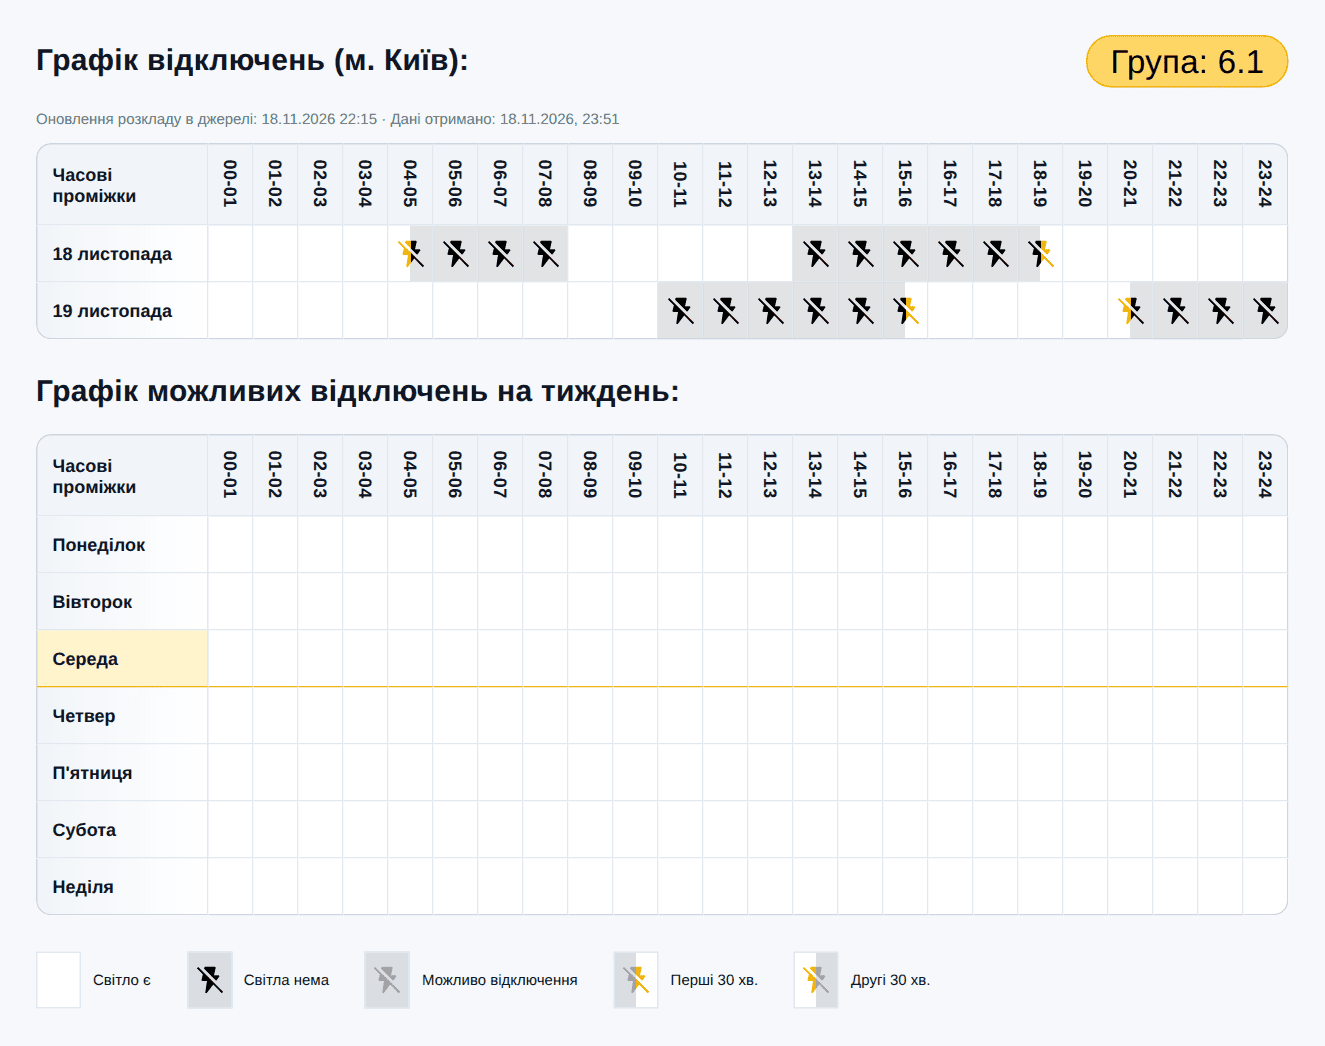 Графік відключень (м. Київ):
Група: 6.1
Оновлення розкладу в джерелі: 18.11.2026 22:15 · Дані отримано: 18.11.2026, 23:51
Часові
проміжки
00-01 01-02 02-03 03-04 04-05 05-06 06-07 07-08 08-09 09-10 10-11 11-12 12-13 13-14 14-15 15-16 16-17 17-18 18-19 19-20 20-21 21-22 22-23 23-24
18 листопада
19 листопада
Графік можливих відключень на тиждень:
Часові
проміжки
00-01 01-02 02-03 03-04 04-05 05-06 06-07 07-08 08-09 09-10 10-11 11-12 12-13 13-14 14-15 15-16 16-17 17-18 18-19 19-20 20-21 21-22 22-23 23-24
Понеділок
Вівторок
Середа
Четвер
П'ятниця
Субота
Неділя
Світло є Світла нема Можливо відключення Перші 30 хв. Другі 30 хв.